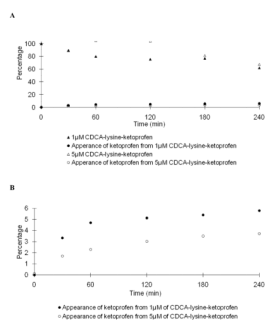 A
Percentage
100
80
60
40
20
0
0 60 120 180 240
Time (min)
▲ 1µM CDCA-lysine-ketoprofen
● Apperance of ketoprofen from 1µM CDCA-lysine-ketoprofen
△ 5µM CDCA-lysine-ketoprofen
○ Appearance of ketoprofen from 5µM CDCA-lysine-ketoprofen
B
Percentage
6
5
4
3
2
1
0
0 60 120 180 240
Time (min)
● Appearance of ketoprofen from 1µM of CDCA-lysine-ketoprofen
○ Appearance of ketoprofen from 5µM of CDCA-lysine-ketoprofen